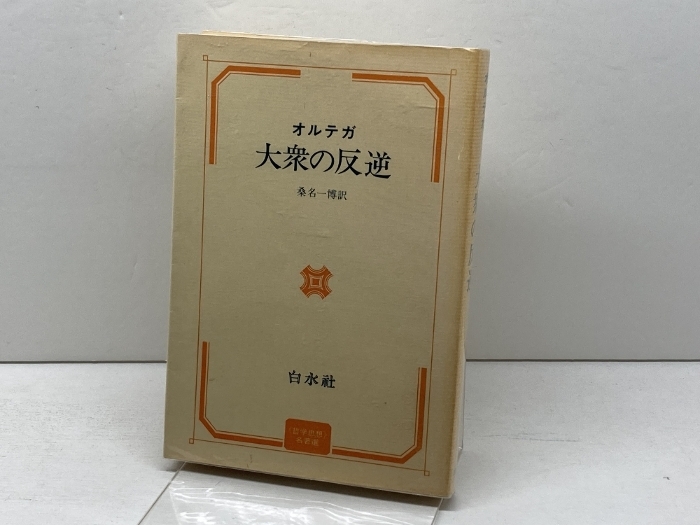 オルテガ
大衆の反逆
桑名一博訳
白水社